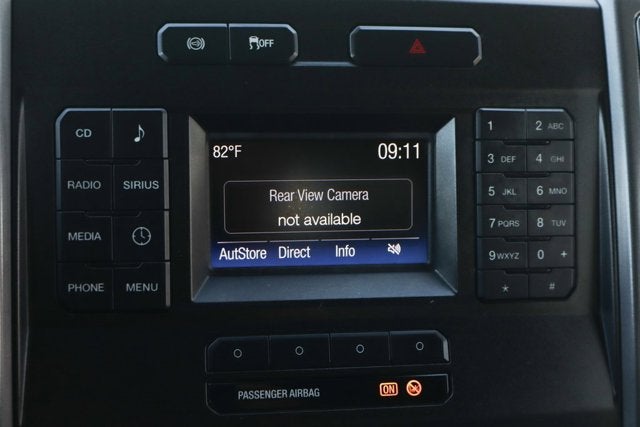 OFF
CD
RADIO SIRIUS
MEDIA
PHONE MENU
82°F 09:11
Rear View Camera
not available
AutStore Direct Info
1 2 ABC
3 DEF 4 GHI
5 JKL 6 MNO
7 PQRS 8 TUV
9 WXYZ 0 +
* #
PASSENGER AIRBAG ON